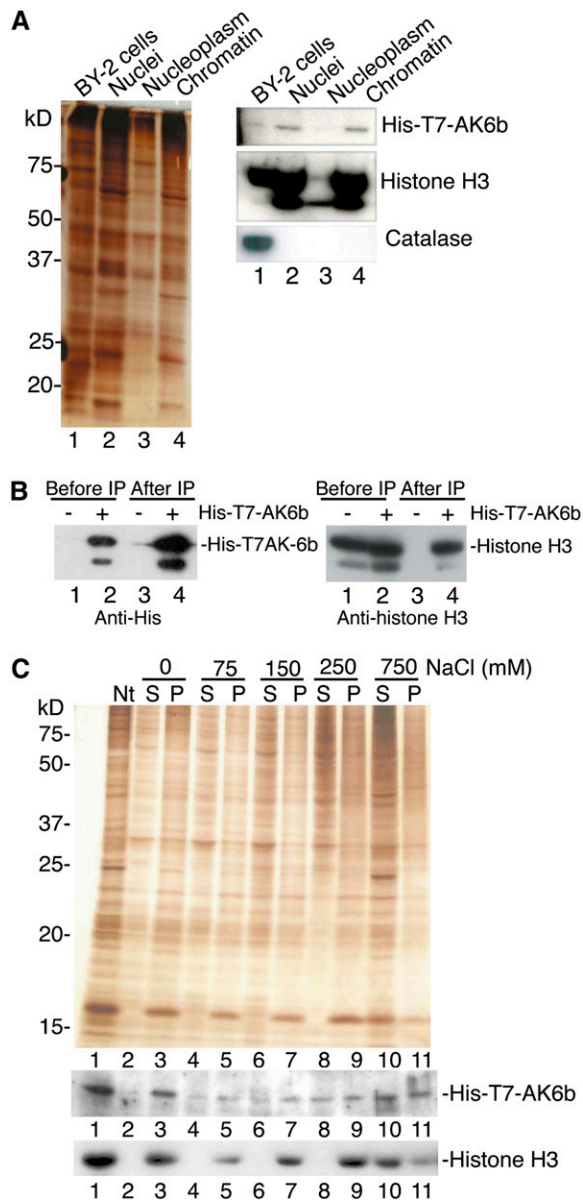 A
BY-2 cells Nuclei Nucleoplasm Chromatin
kD
75-
50-
37-
25-
20-
1 2 3 4
BY-2 cells Nuclei Nucleoplasm Chromatin
His-T7-AK6b
Histone H3
Catalase
1 2 3 4
B
Before IP After IP
- + - + His-T7-AK6b
-His-T7AK-6b
1 2 3 4
Anti-His
Before IP After IP
- + - + His-T7-AK6b
-Histone H3
1 2 3 4
Anti-histone H3
C
0 75 150 250 750 NaCl (mM)
kD Nt S P S P S P S P S P
75-
50-
37-
25-
20-
15-
1 2 3 4 5 6 7 8 9 10 11
-His-T7-AK6b
1 2 3 4 5 6 7 8 9 10 11
-Histone H3
1 2 3 4 5 6 7 8 9 10 11